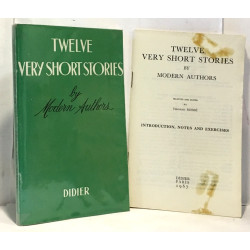 TWELVE
VERY SHORT STORIES
by
Modern Authors
DIDIER
TWELVE
VERY SHORT STORIES
BY
MODERN AUTHORS
INTRODUCTION, NOTES AND EXERCISES
DIDIER
PARIS
1965